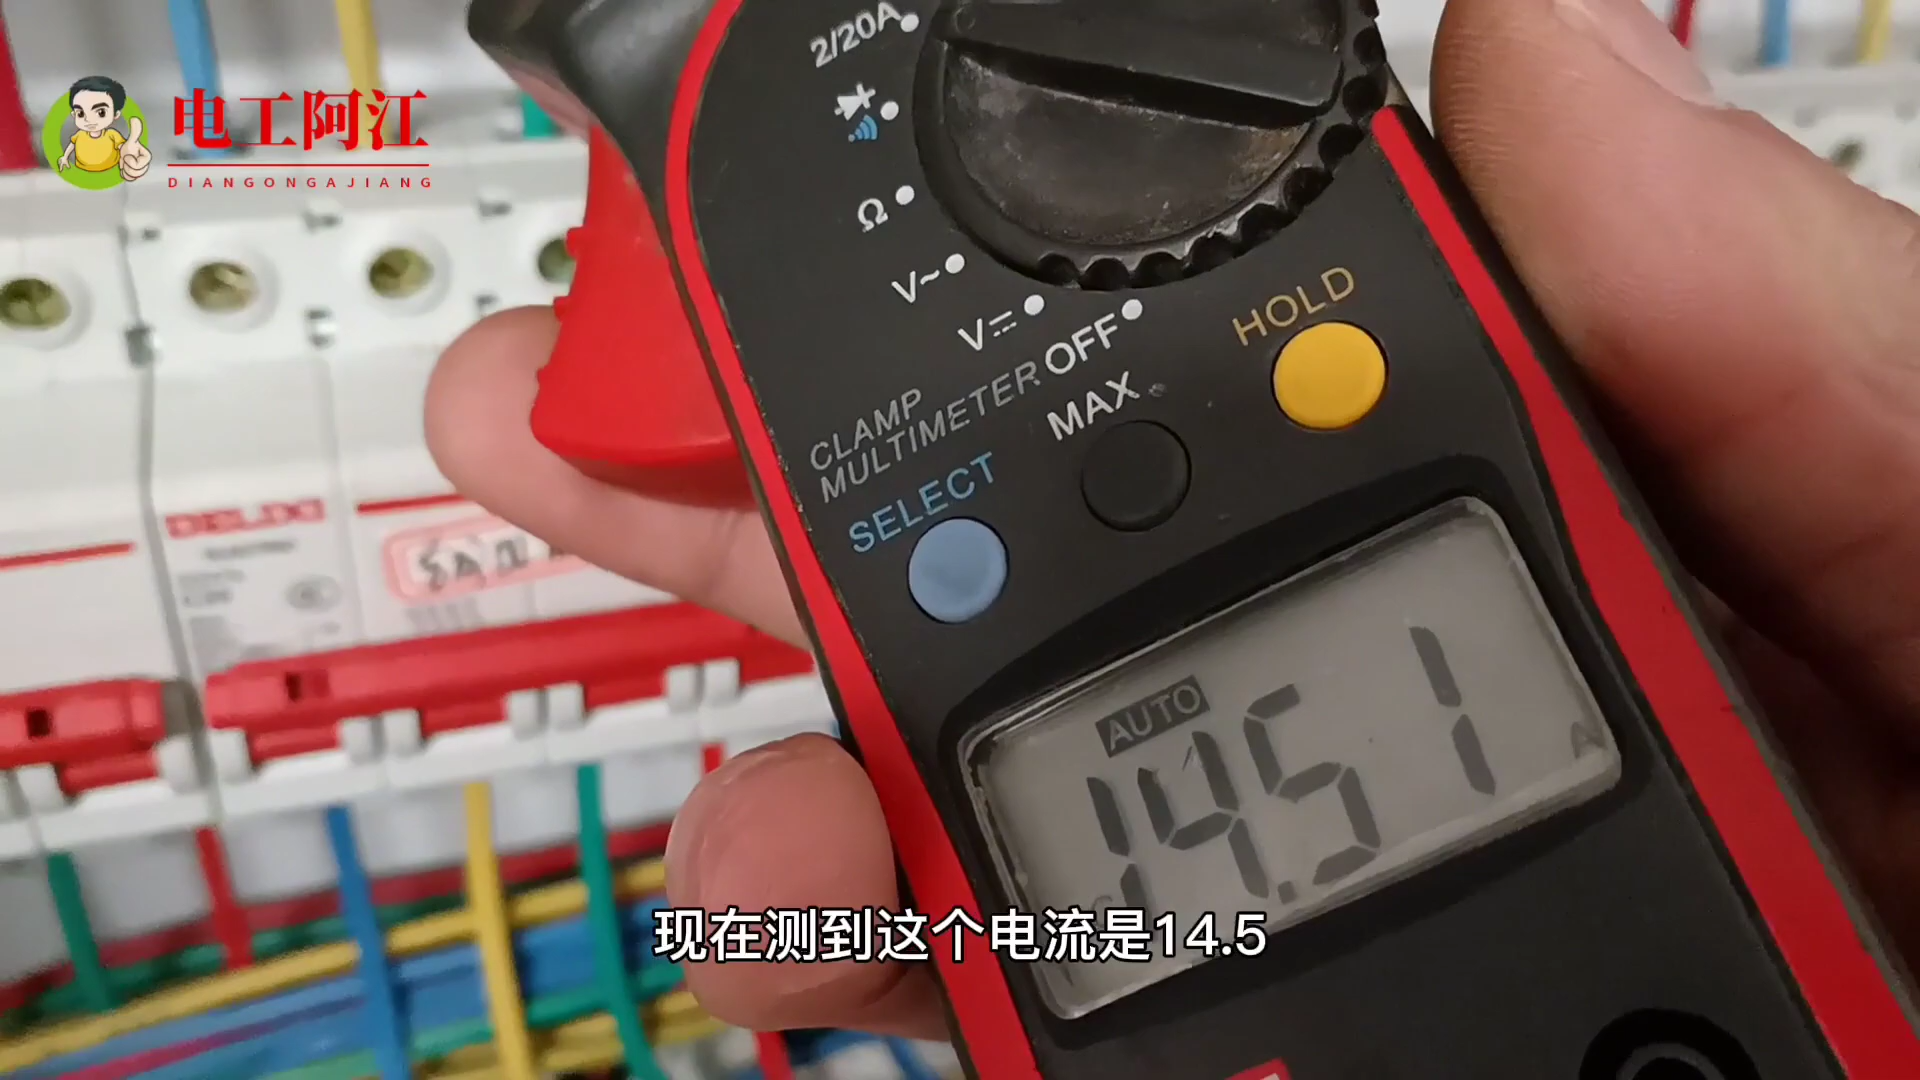 电工阿江
DIANGONGAJIANG
2/20A
Ω
V~
V⎓
OFF
HOLD
CLAMP
MULTIMETER
MAX
SELECT
DELIXI
AUTO
14.51
A
现在测到这个电流是14.5